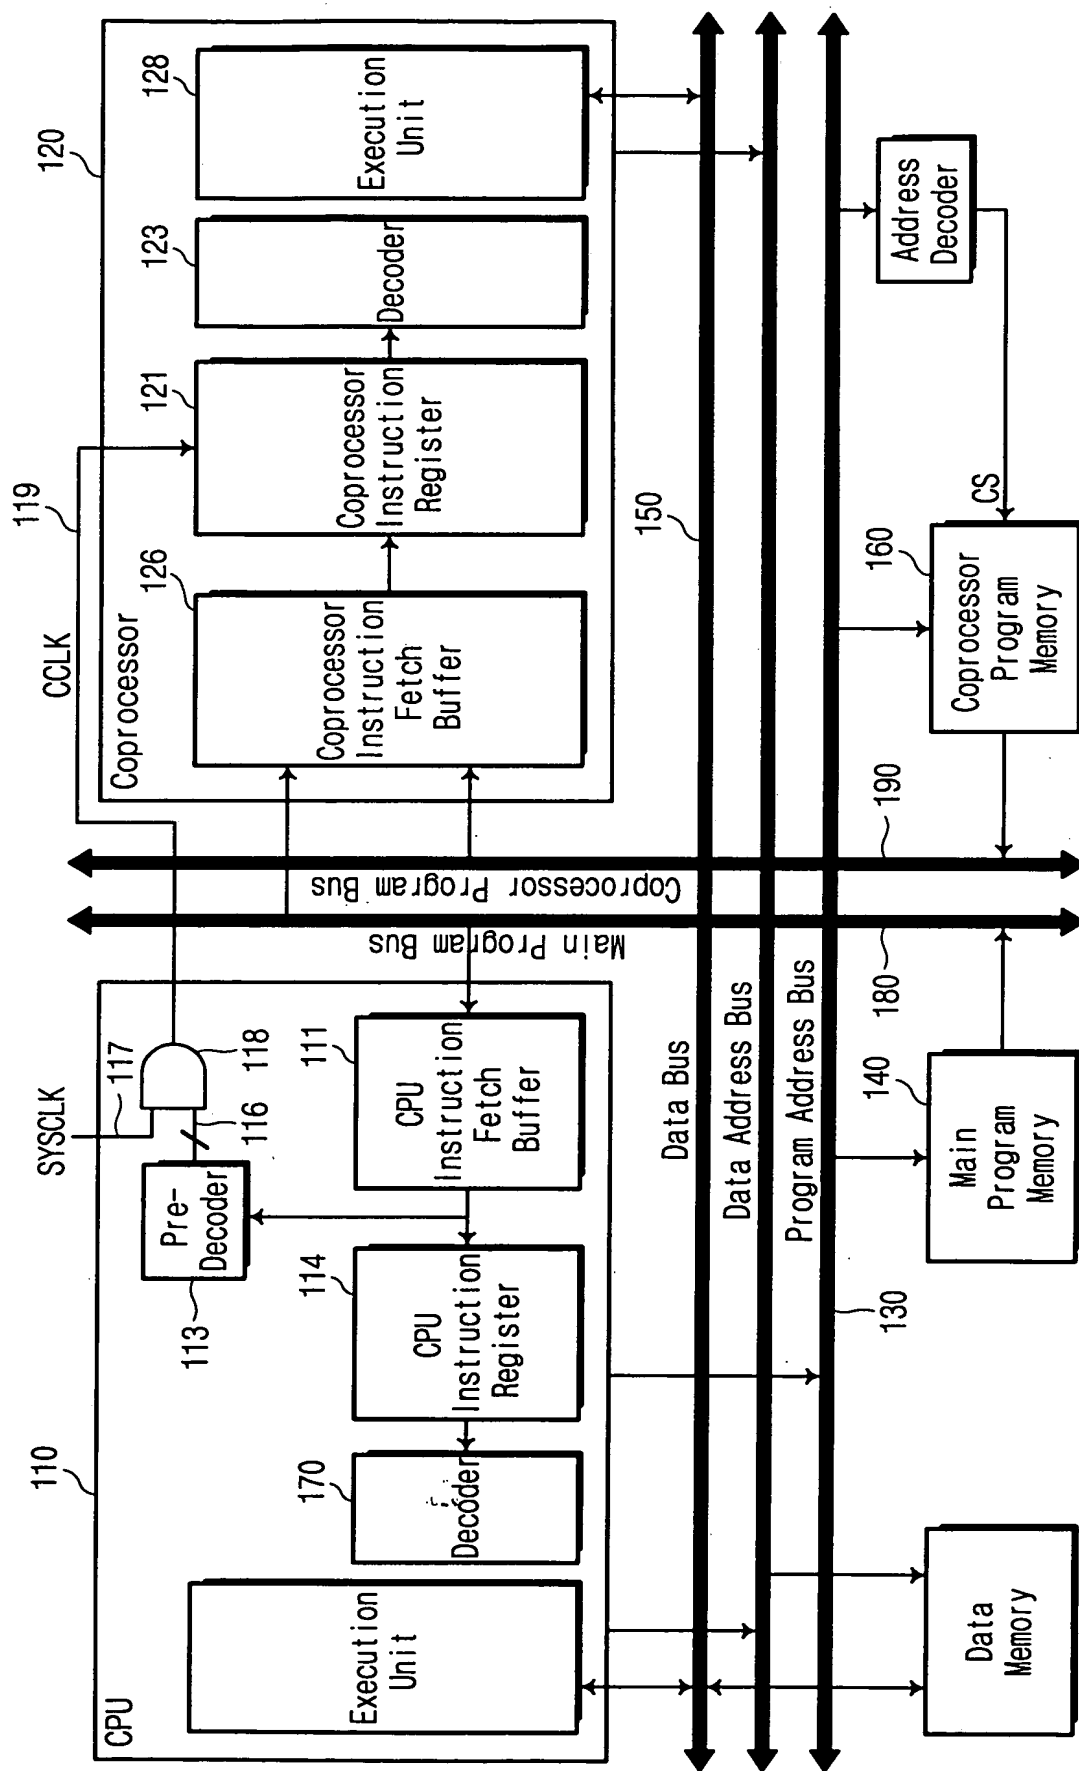 120
Coprocessor
CCLK
119
126
Coprocessor
Instruction
Fetch
Buffer
121
Coprocessor
Instruction
Register
123
Decoder
128
Execution
Unit
110
CPU
SYSCLK
117
118
116
Pre-
Decoder
113
111
CPU
Instruction
Fetch
Buffer
114
CPU
Instruction
Register
170
Decoder
Execution
Unit
Main Program Bus
Coprocessor Program Bus
Data Bus
150
Data Address Bus
Program Address Bus
130
Data
Memory
140
Main
Program
Memory
180
190
160
Coprocessor
Program
Memory
CS
Address
Decoder